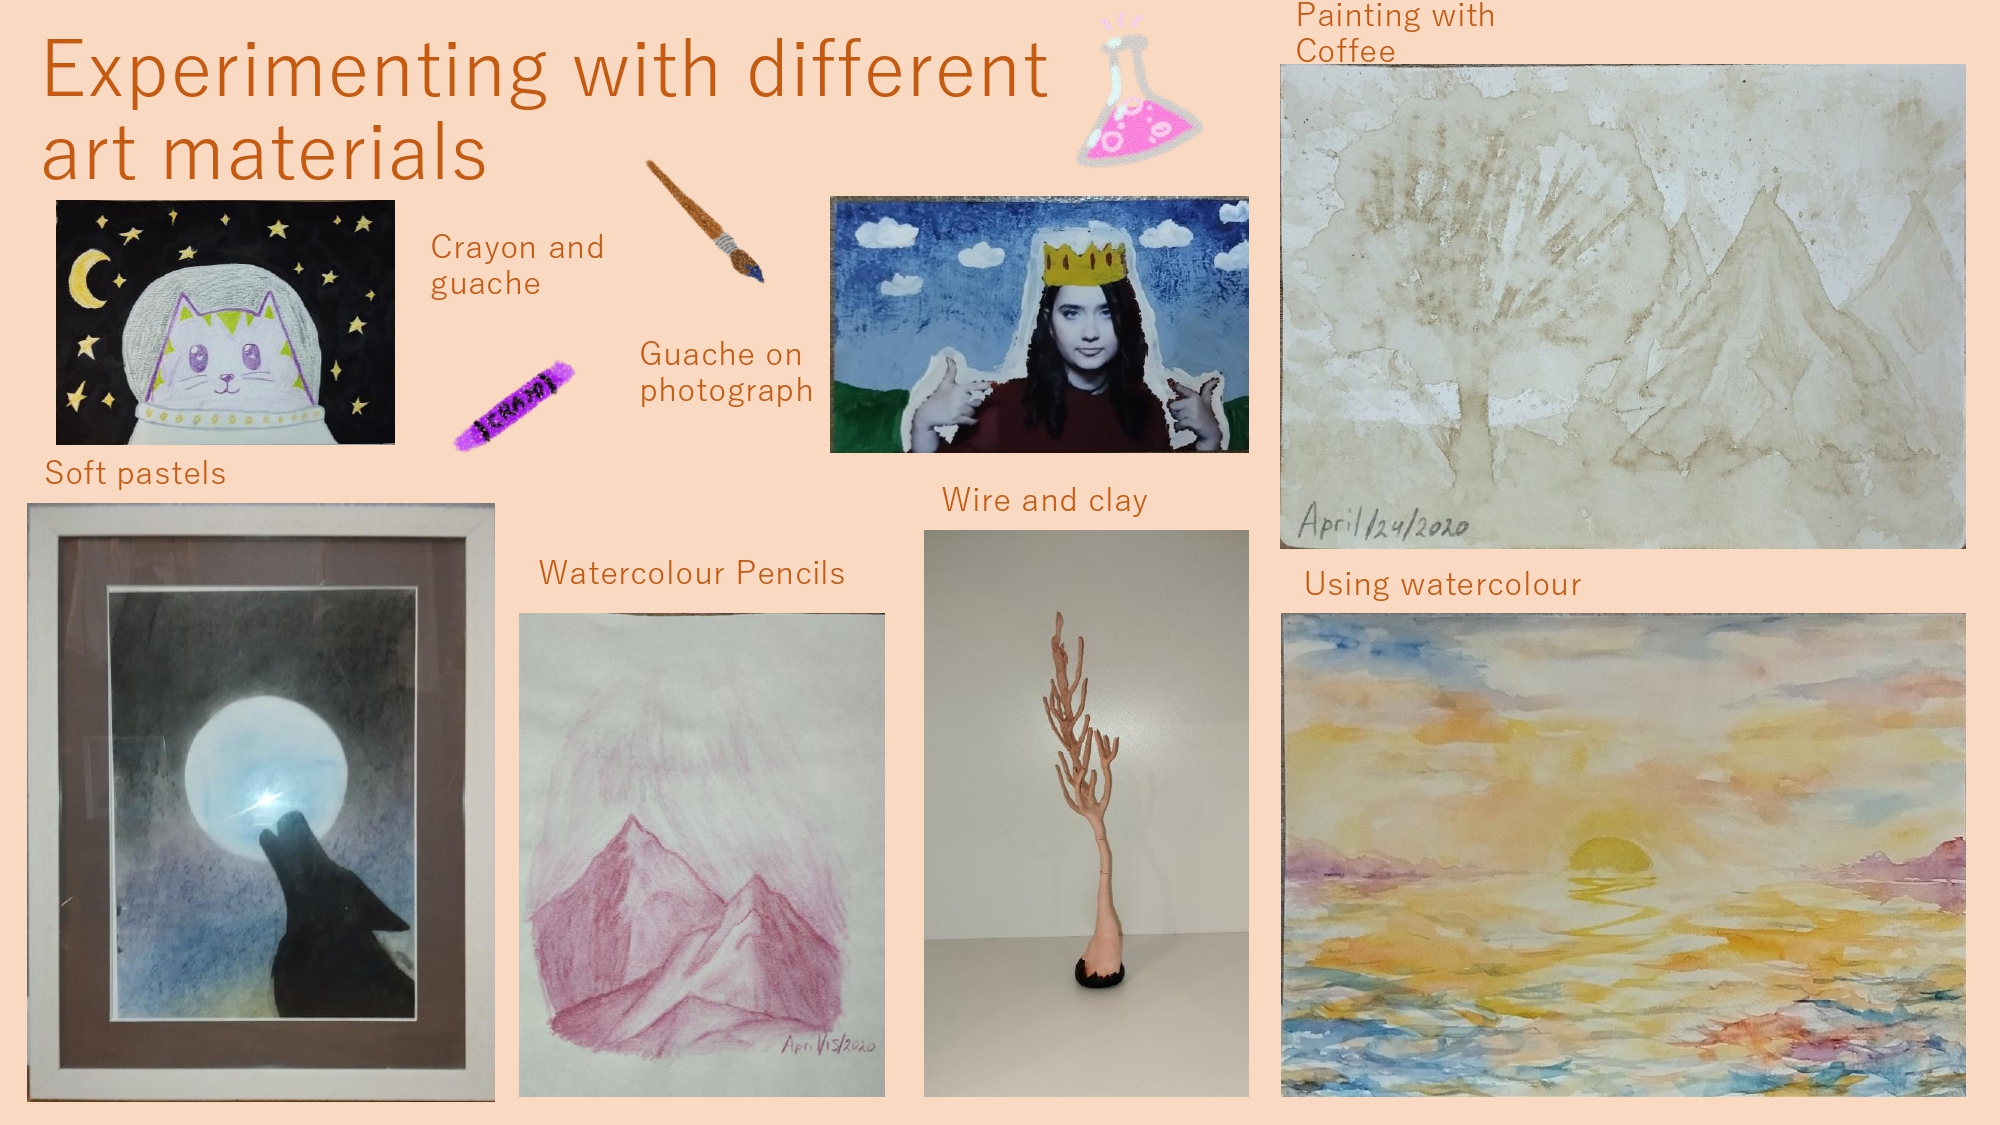 Experimenting with different
art materials
Painting with
Coffee
Crayon and
guache
Guache on
photograph
CRAYON
April/24/2020
Soft pastels
Wire and clay
Watercolour Pencils
Using watercolour
April/15/2020